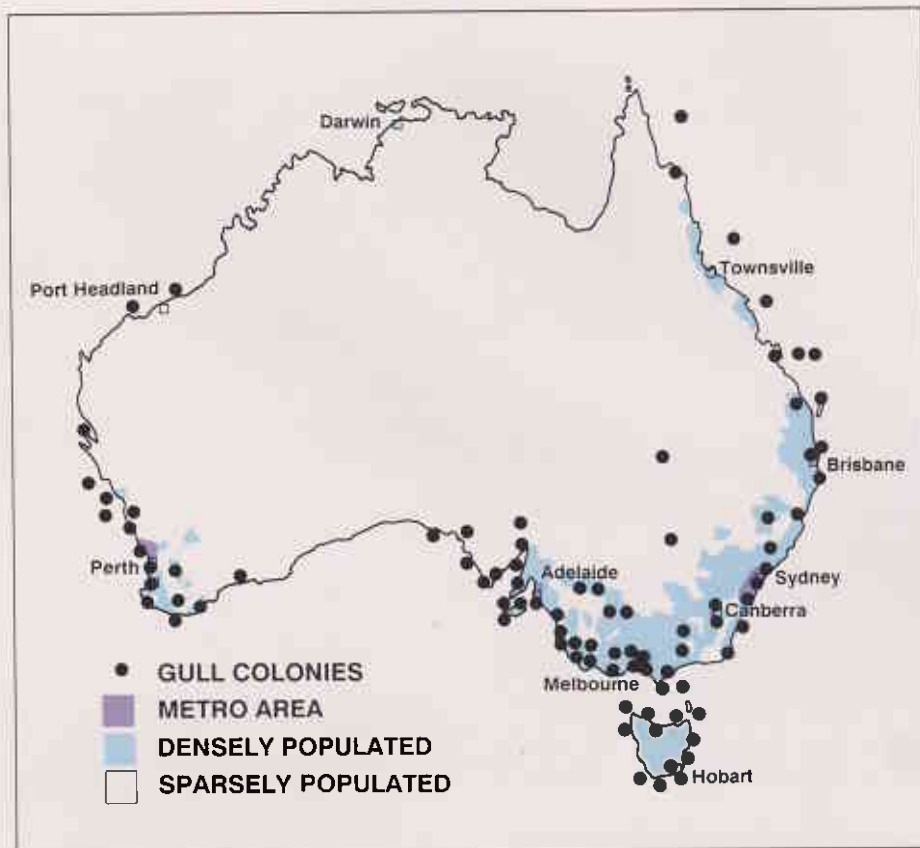 Darwin
Port Headland
Townsville
Brisbane
Perth
Adelaide
Sydney
Canberra
Melbourne
Hobart
GULL COLONIES
METRO AREA
DENSELY POPULATED
SPARSELY POPULATED